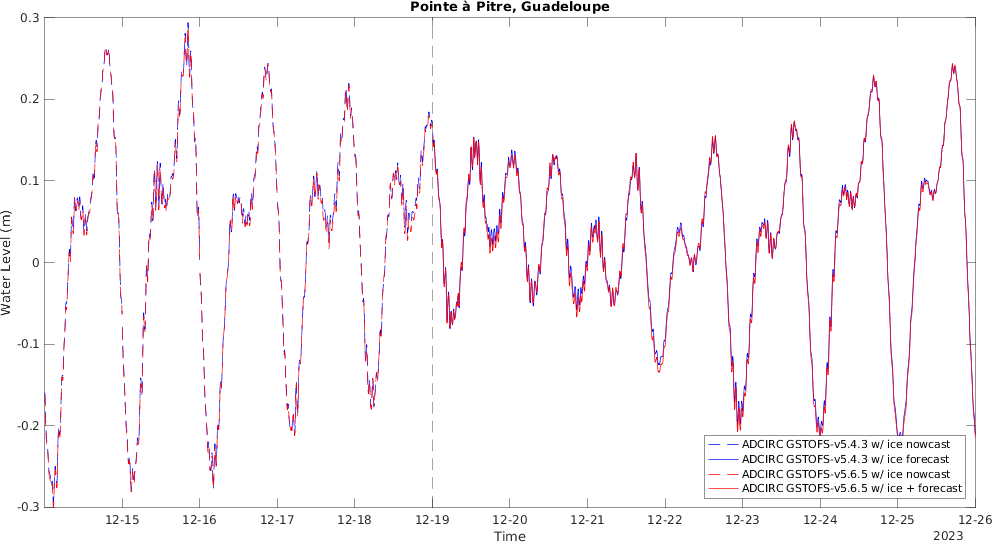 Pointe à Pitre, Guadeloupe
0.3
0.2
0.1
0
-0.1
-0.2
-0.3
Water Level (m)
ADCIRC GSTOFS-v5.4.3 w/ ice nowcast
ADCIRC GSTOFS-v5.4.3 w/ ice forecast
ADCIRC GSTOFS-v5.6.5 w/ ice nowcast
ADCIRC GSTOFS-v5.6.5 w/ ice + forecast
12-15 12-16 12-17 12-18 12-19 12-20 12-21 12-22 12-23 12-24 12-25 12-26
Time
2023